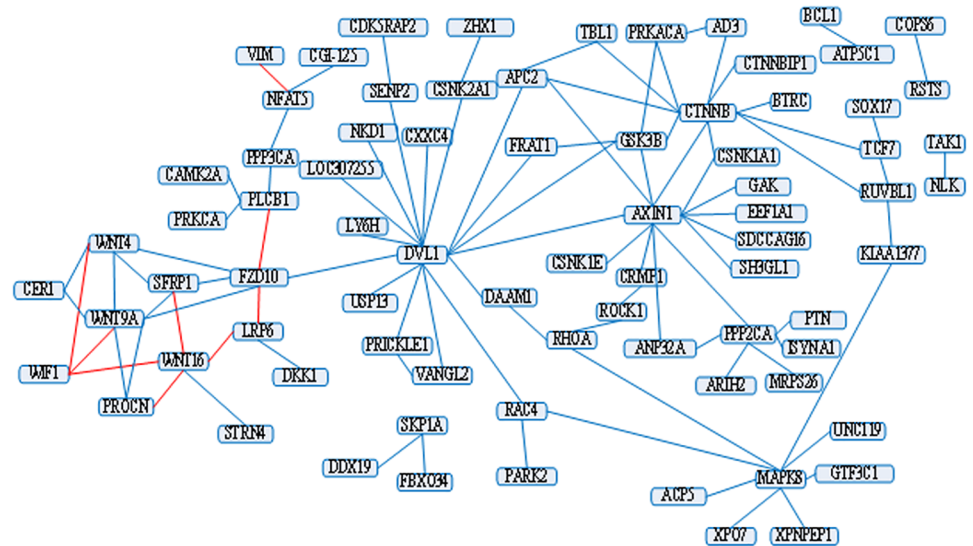 BCL1
CDK5RAP2
ZHX1
COPS6
TBL1
PRKACA
AD3
VIM
CGI-125
ATP5C1
CTNNBIP1
APC2
NFAT5
SENP2
CSNK2A1
RSTS
BTRC
SOX17
CTNNB
NKD1
CXXC4
GSK3B
FRAT1
TAK1
TCF7
PPP3CA
CSNK1A1
LOC307255
CAMK2A
GAK
NLK
RUVBL1
PLCB1
EEF1A1
PRKCA
AXIN1
LY6H
SDCCAG16
WNT4
DVL1
KIAA1377
CSNK1E
SH3GL1
CRMP1
SFRP1
FZD10
CER1
USP13
DAAM1
ROCK1
WNT9A
PTN
LRP6
PPP2CA
RHOA
PRICKLE1
ANP32A
ISYNA1
WNT16
WIF1
DKK1
VANGL2
ARIH2
MRPS26
PROCN
RAC4
SKP1A
STRN4
UNC119
DDX19
GTF3C1
PARK2
MAPK8
FBXO34
ACP5
XPO7
XPNPEP1